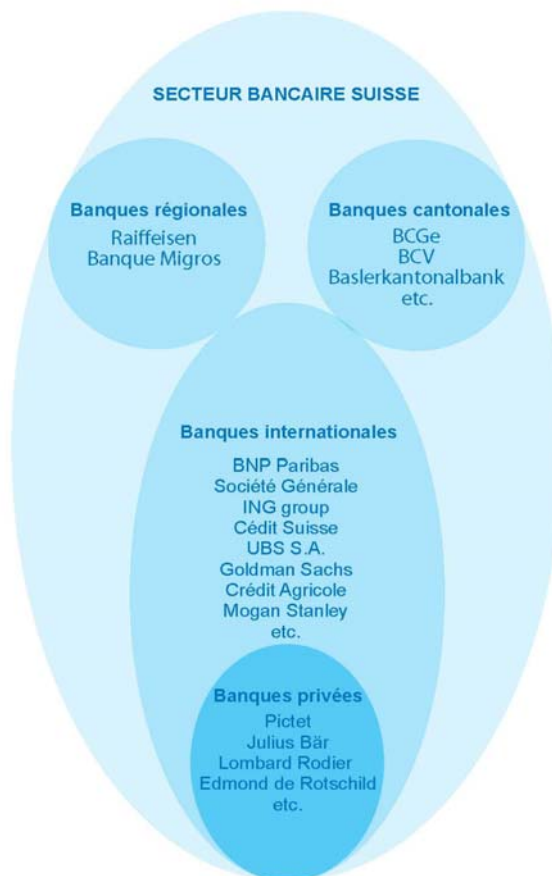 SECTEUR BANCAIRE SUISSE
Banques régionales
Raiffeisen
Banque Migros
Banques cantonales
BCGe
BCV
Baslerkantonalbank
etc.
Banques internationales
BNP Paribas
Société Générale
ING group
Cédit Suisse
UBS S.A.
Goldman Sachs
Crédit Agricole
Mogan Stanley
etc.
Banques privées
Pictet
Julius Bär
Lombard Rodier
Edmond de Rotschild
etc.